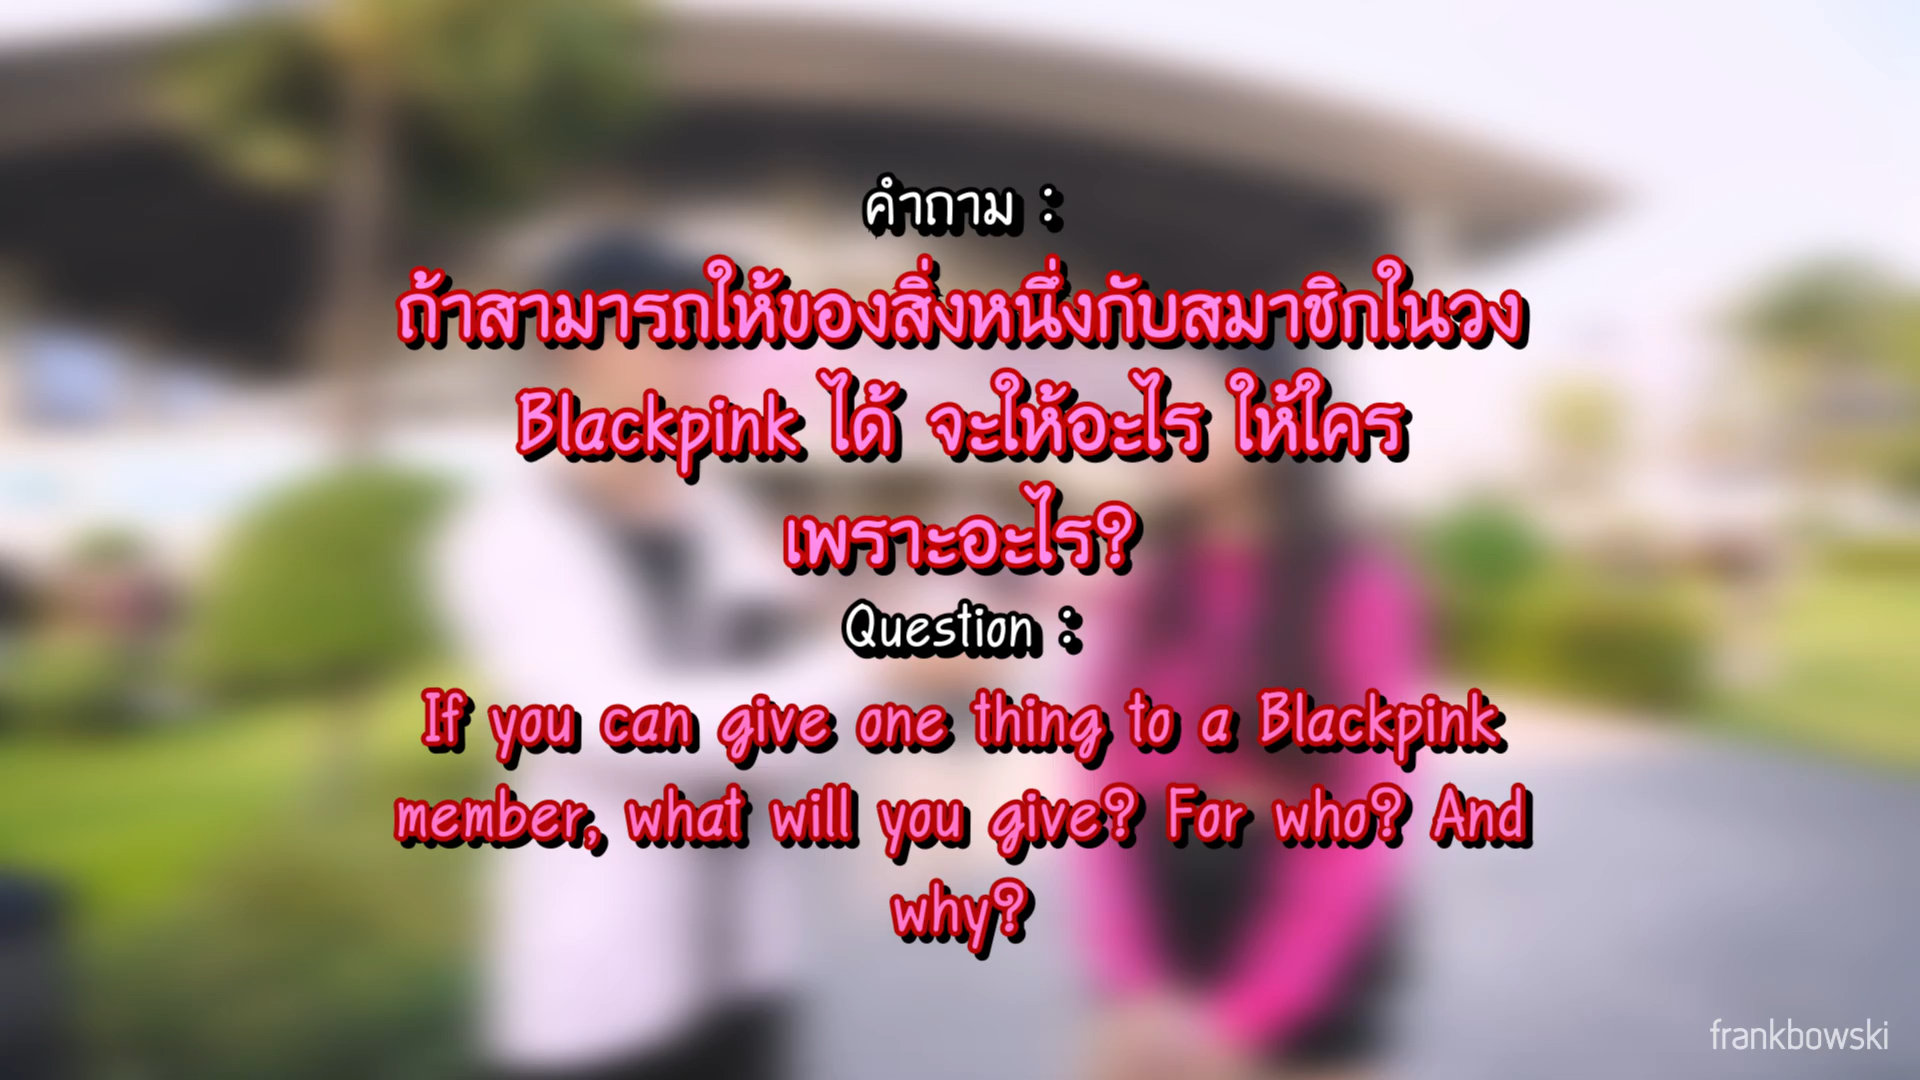 คำถาม :
ถ้าสามารถให้ของสิ่งหนึ่งกับสมาชิกในวง
Blackpink ได้ จะให้อะไร ให้ใคร
เพราะอะไร?
Question :
If you can give one thing to a Blackpink
member, what will you give? For who? And
why?
frankbowski